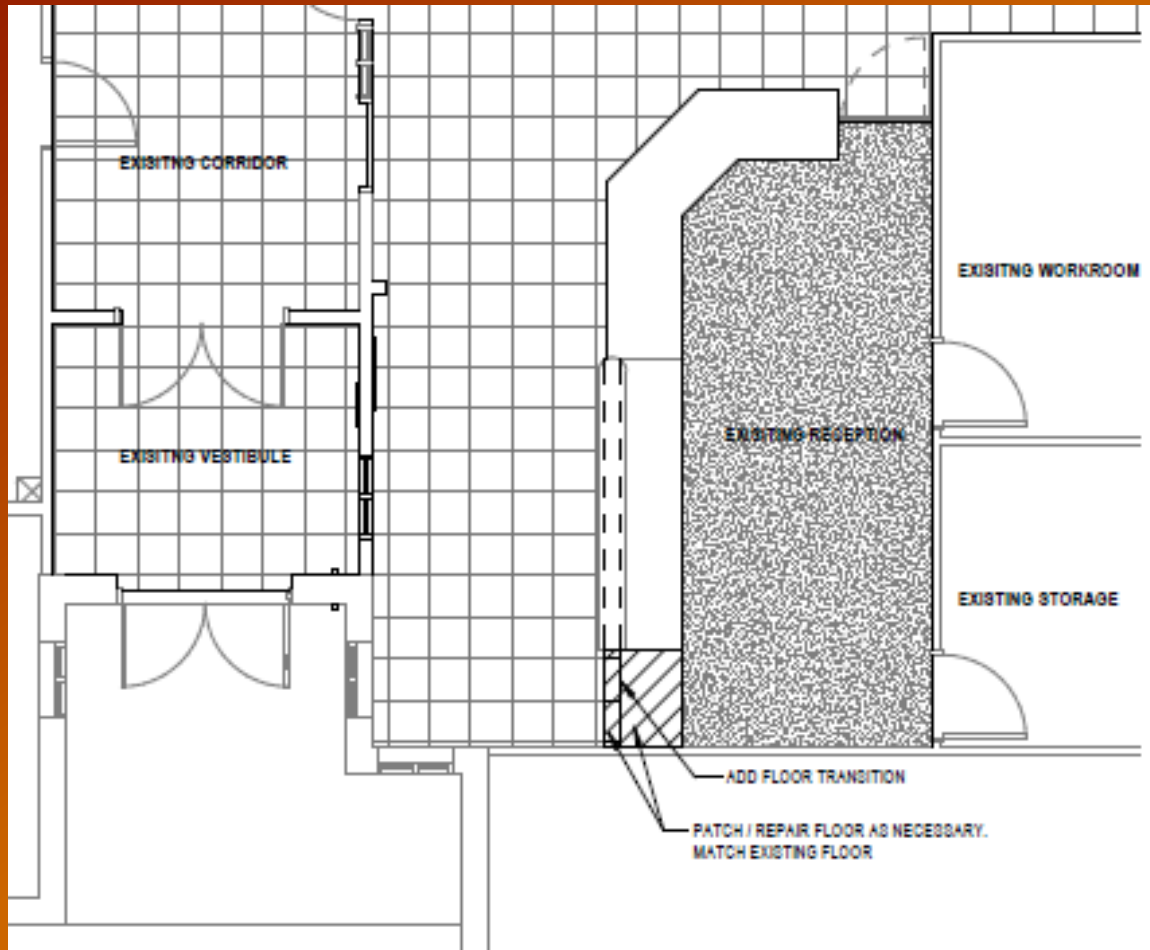 EXISITNG CORRIDOR
EXISITNG WORKROOM
EXISITING RECEPTION
EXISITNG VESTIBULE
EXISTING STORAGE
ADD FLOOR TRANSITION
PATCH / REPAIR FLOOR AS NECESSARY.
MATCH EXISTING FLOOR